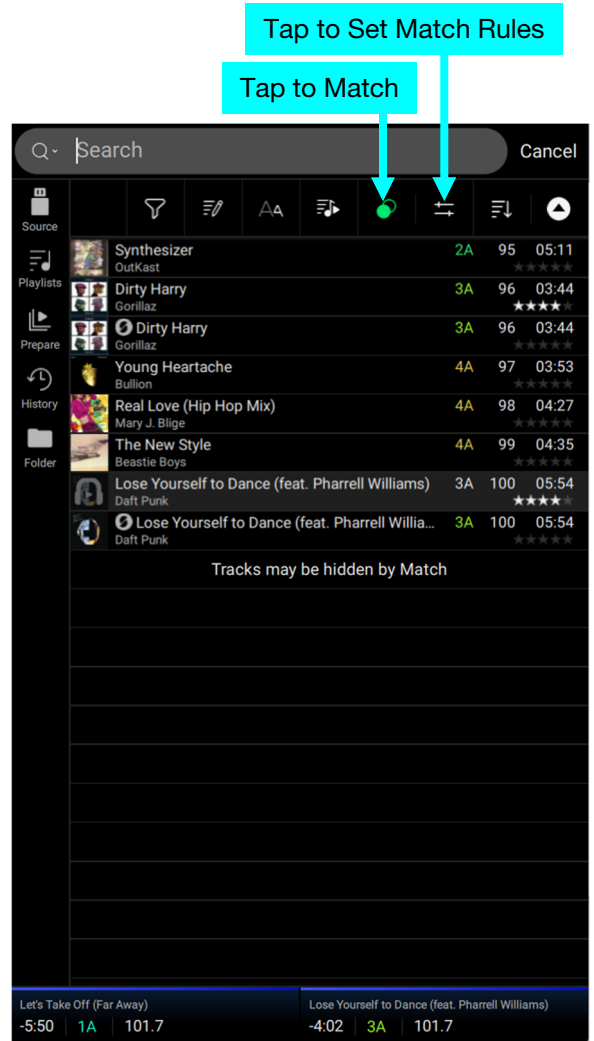 Tap to Set Match Rules
Tap to Match
Search
Cancel
Source
Playlists
Prepare
History
Folder
AA
Synthesizer 2A 95 05:11
OutKast ★★★★★
Dirty Harry 3A 96 03:44
Gorillaz ★★★★★
Dirty Harry 3A 96 03:44
Gorillaz ★★★★★
Young Heartache 4A 97 03:53
Bullion ★★★★★
Real Love (Hip Hop Mix) 4A 98 04:27
Mary J. Blige ★★★★★
The New Style 4A 99 04:35
Beastie Boys ★★★★★
Lose Yourself to Dance (feat. Pharrell Williams) 3A 100 05:54
Daft Punk ★★★★★
Lose Yourself to Dance (feat. Pharrell Willia... 3A 100 05:54
Daft Punk ★★★★★
Tracks may be hidden by Match
Let's Take Off (Far Away)
-5:50 1A 101.7
Lose Yourself to Dance (feat. Pharrell Williams)
-4:02 3A 101.7